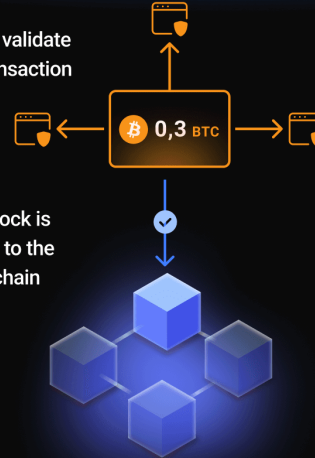 validate
nsaction
0,3 BTC
ock is
to the
chain